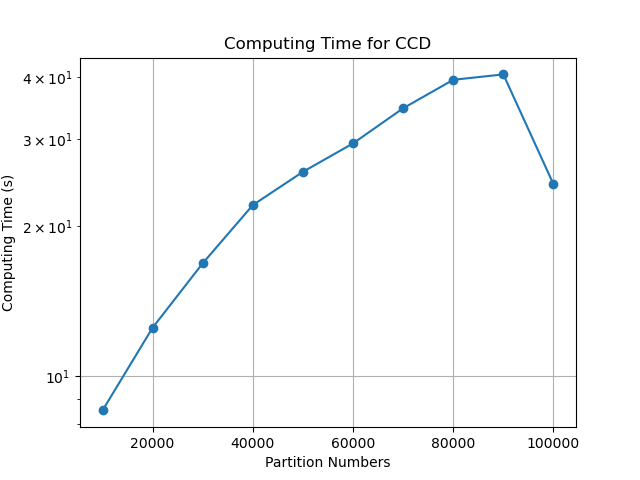 Computing Time for CCD
Computing Time (s)
4 × 10¹
3 × 10¹
2 × 10¹
10¹
20000 40000 60000 80000 100000
Partition Numbers